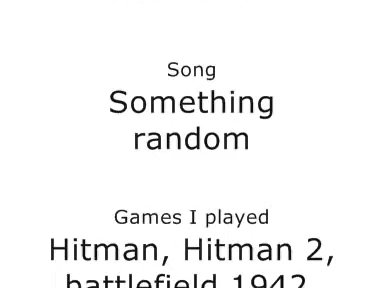 Song
Something
random
Games I played
Hitman, Hitman 2,
battlefield 1942